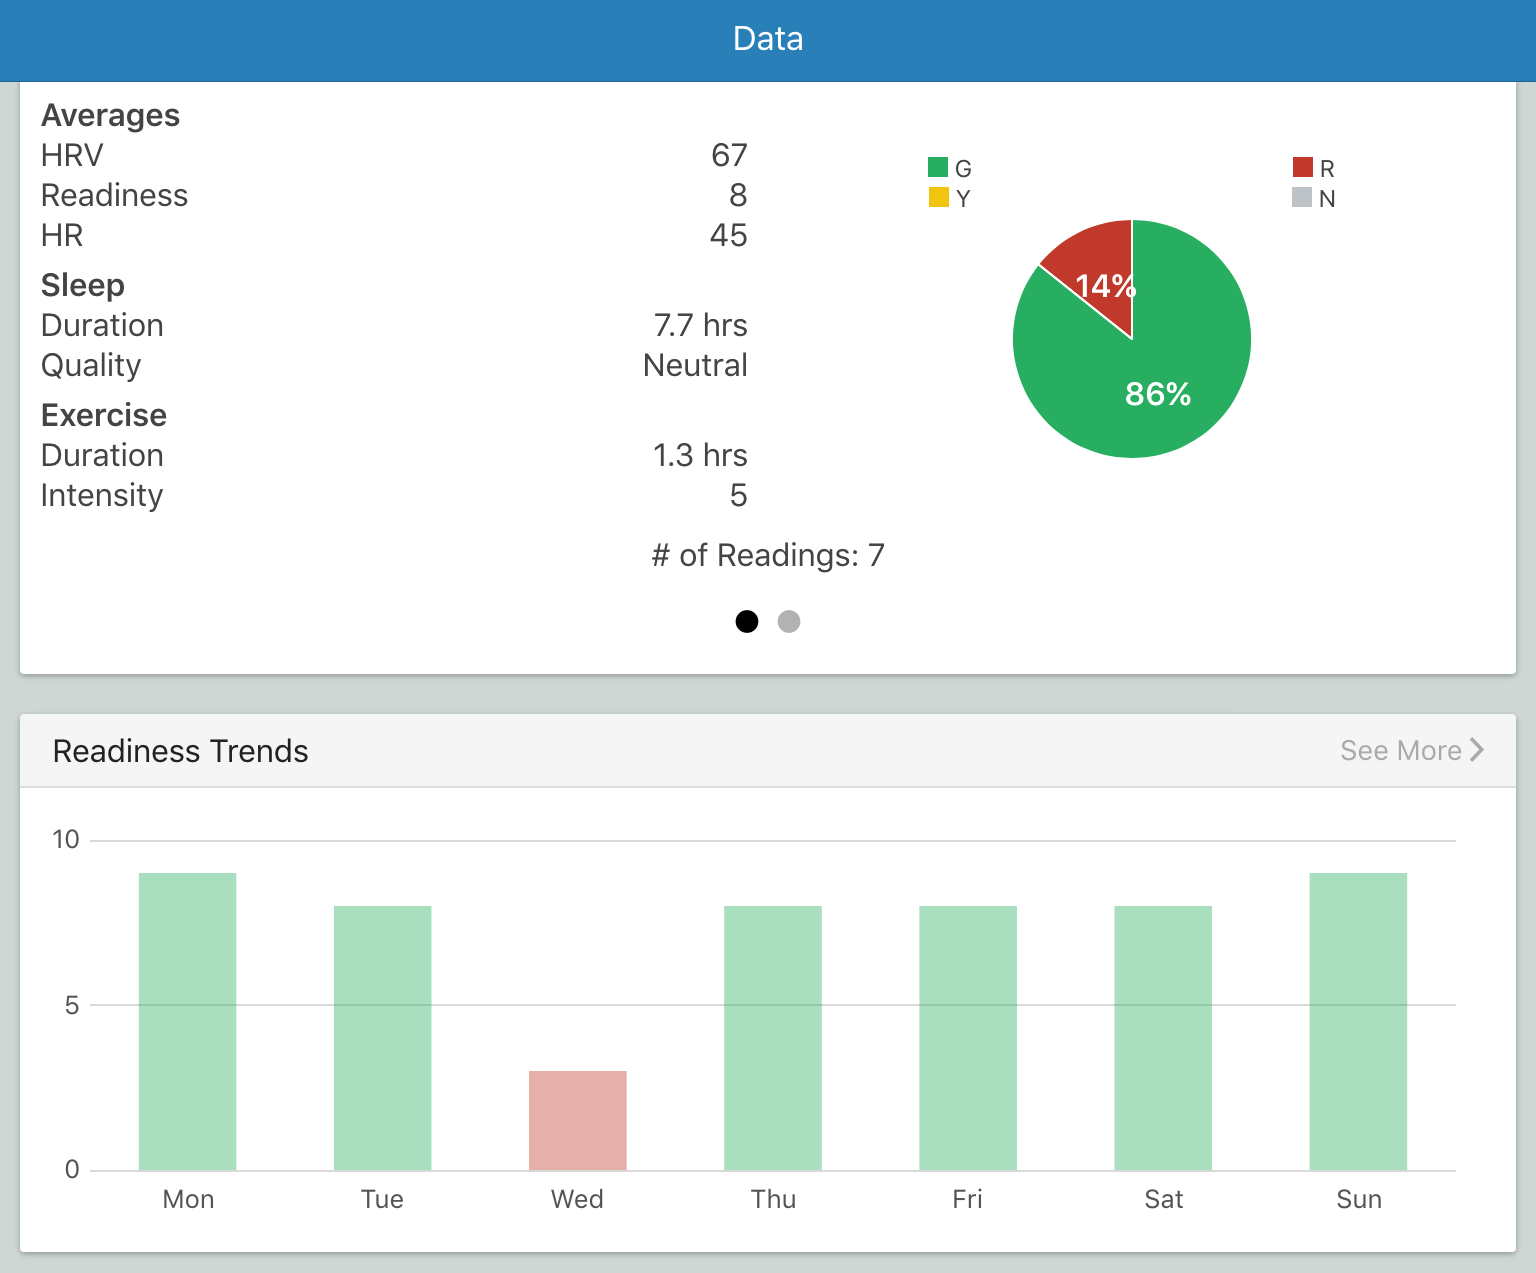 Data
Averages
HRV 67
Readiness 8
HR 45
Sleep
Duration 7.7 hrs
Quality Neutral
Exercise
Duration 1.3 hrs
Intensity 5
G R
Y N
14%
86%
# of Readings: 7
Readiness Trends See More
10
5
0
Mon Tue Wed Thu Fri Sat Sun